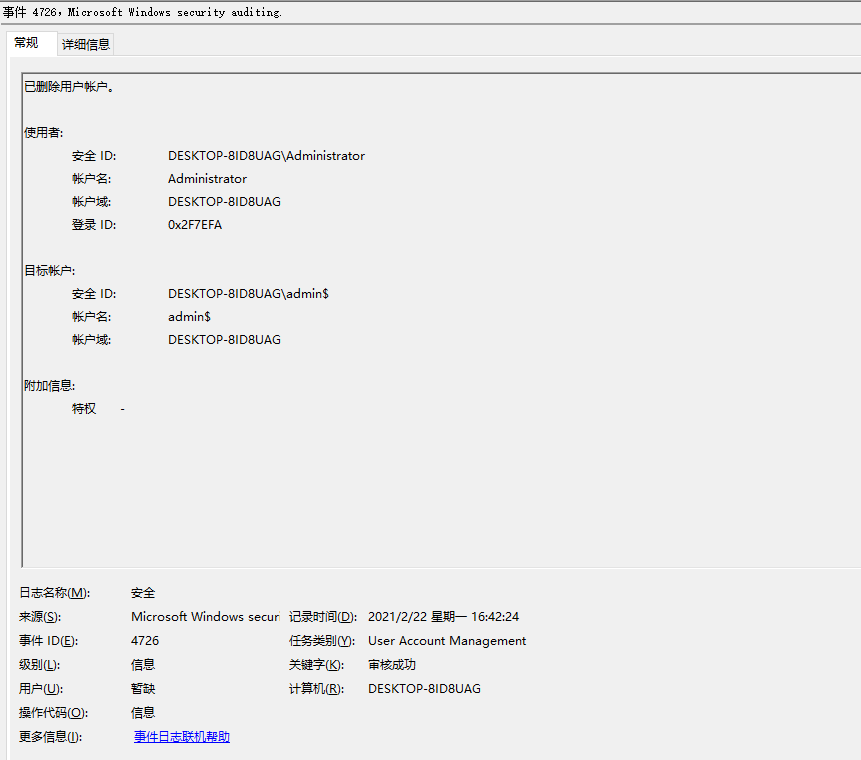 事件 4726，Microsoft Windows security auditing.
常规 详细信息
已删除用户帐户。
使用者:
安全 ID: DESKTOP-8ID8UAG\Administrator
帐户名: Administrator
帐户域: DESKTOP-8ID8UAG
登录 ID: 0x2F7EFA
目标帐户:
安全 ID: DESKTOP-8ID8UAG\admin$
帐户名: admin$
帐户域: DESKTOP-8ID8UAG
附加信息:
特权 -
日志名称(M): 安全
来源(S): Microsoft Windows secur 记录时间(D): 2021/2/22 星期一 16:42:24
事件 ID(E): 4726 任务类别(Y): User Account Management
级别(L): 信息 关键字(K): 审核成功
用户(U): 暂缺 计算机(R): DESKTOP-8ID8UAG
操作代码(O): 信息
更多信息(I): 事件日志联机帮助